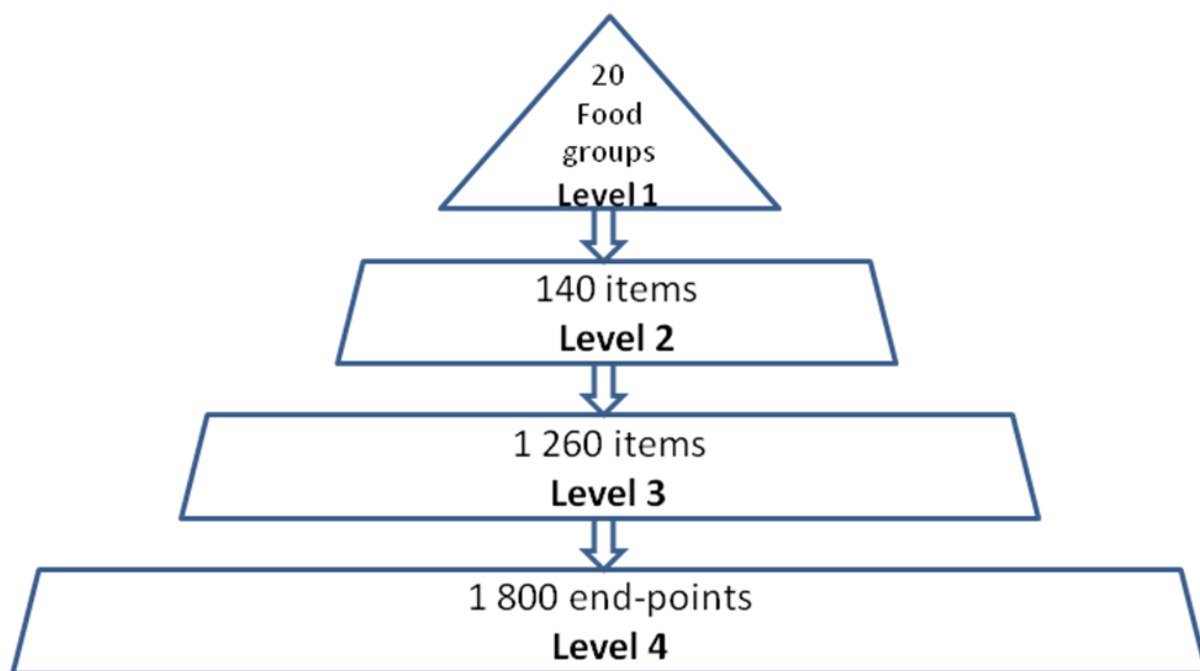 20
Food
groups
Level 1
140 items
Level 2
1 260 items
Level 3
1 800 end-points
Level 4